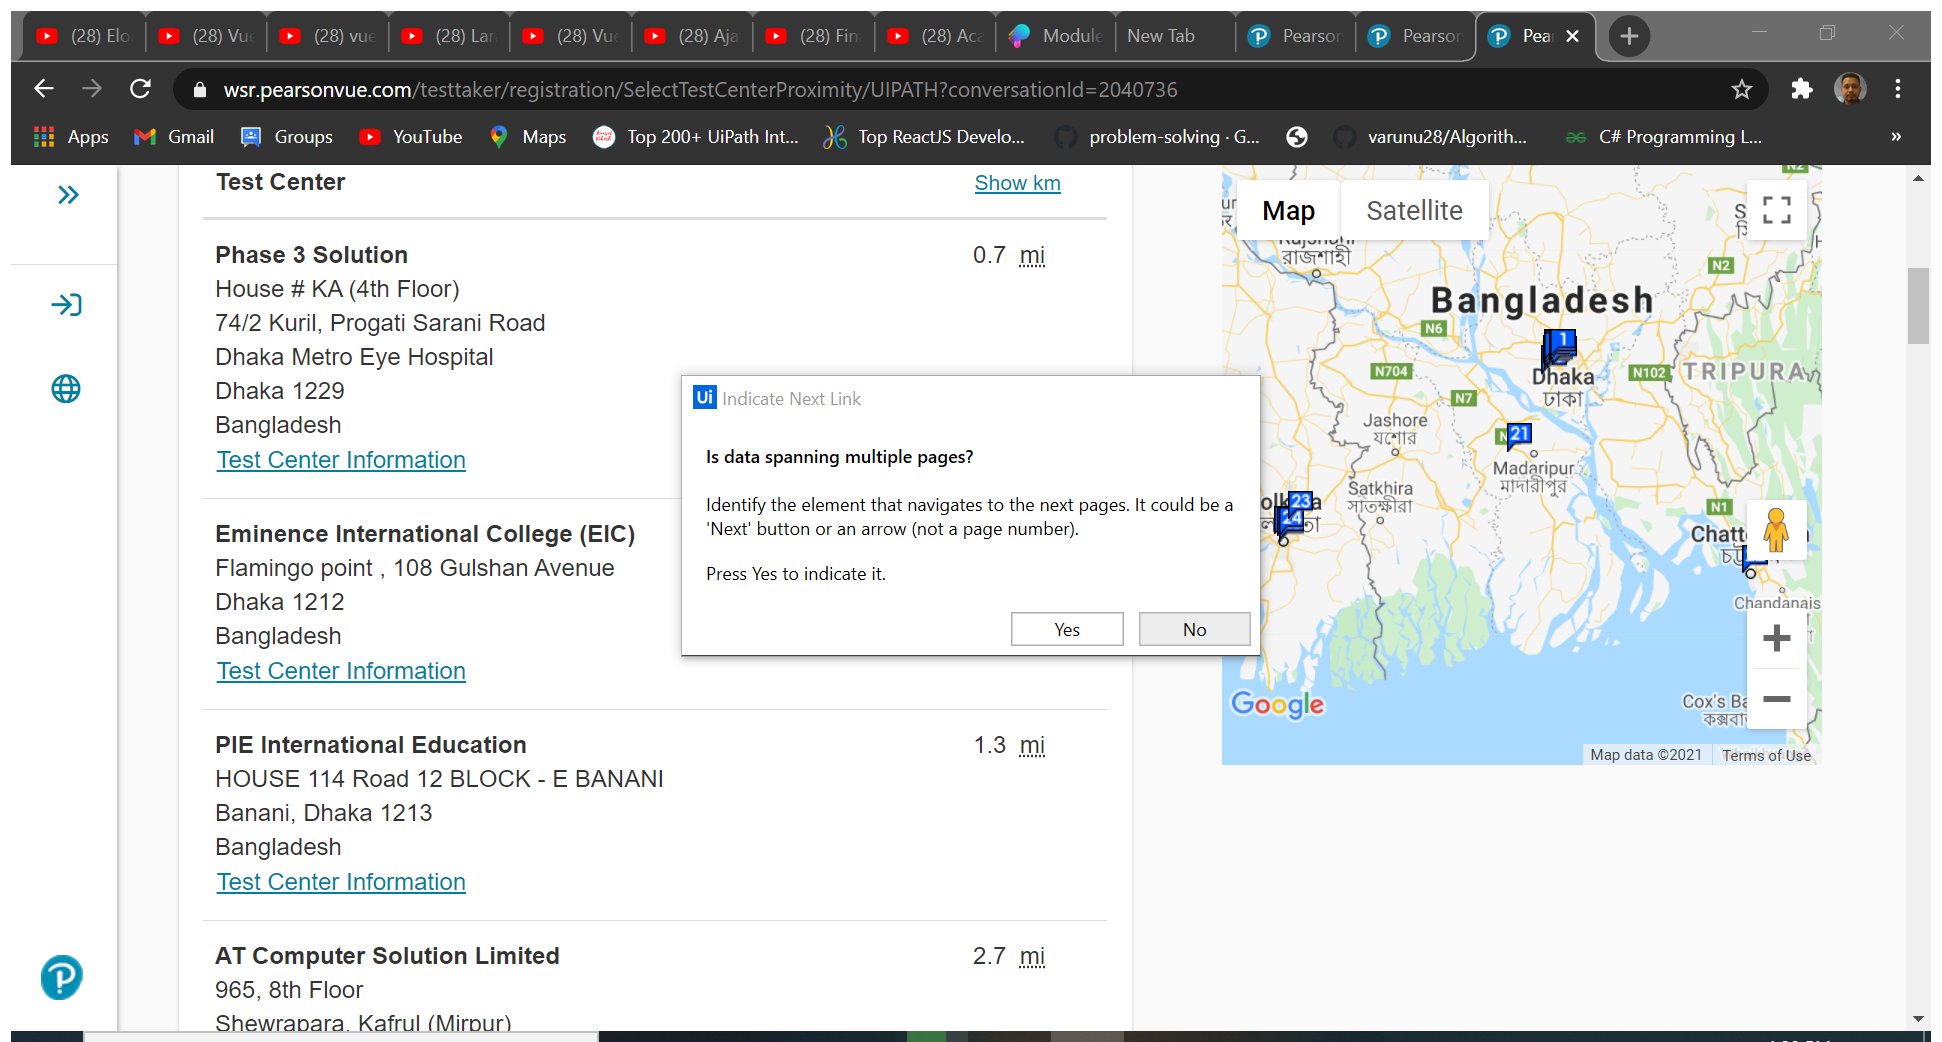 (28) Elo
(28) Vue
(28) vue
(28) Lar
(28) Vue
(28) Aja
(28) Fin
(28) Aca
Module
New Tab
Pearson
Pearson
Pea
wsr.pearsonvue.com/testtaker/registration/SelectTestCenterProximity/UIPATH?conversationId=2040736
Apps
Gmail
Groups
YouTube
Maps
Top 200+ UiPath Int...
Top ReactJS Develo...
problem-solving · G...
varunu28/Algorith...
C# Programming L...
»
Test Center
Show km
Phase 3 Solution
0.7 mi
House # KA (4th Floor)
74/2 Kuril, Progati Sarani Road
Dhaka Metro Eye Hospital
Dhaka 1229
Bangladesh
Test Center Information
Eminence International College (EIC)
Flamingo point , 108 Gulshan Avenue
Dhaka 1212
Bangladesh
Test Center Information
PIE International Education
1.3 mi
HOUSE 114 Road 12 BLOCK - E BANANI
Banani, Dhaka 1213
Bangladesh
Test Center Information
AT Computer Solution Limited
2.7 mi
965, 8th Floor
Shewrapara, Kafrul (Mirpur)
Ui Indicate Next Link
Is data spanning multiple pages?
Identify the element that navigates to the next pages. It could be a
'Next' button or an arrow (not a page number).
Press Yes to indicate it.
Yes
No
Map
Satellite
N2
রাজশাহী
N2
Bangladesh
N6
1
N704
Dhaka
ঢাকা
N102
TRIPURA
N7
Jashore
যশোর
21
Madaripur
মাদারীপুর
Satkhira
সাতক্ষীরা
23
24
N1
Chatt
Chandanais
Cox's Ba
Google
Map data ©2021
Terms of Use